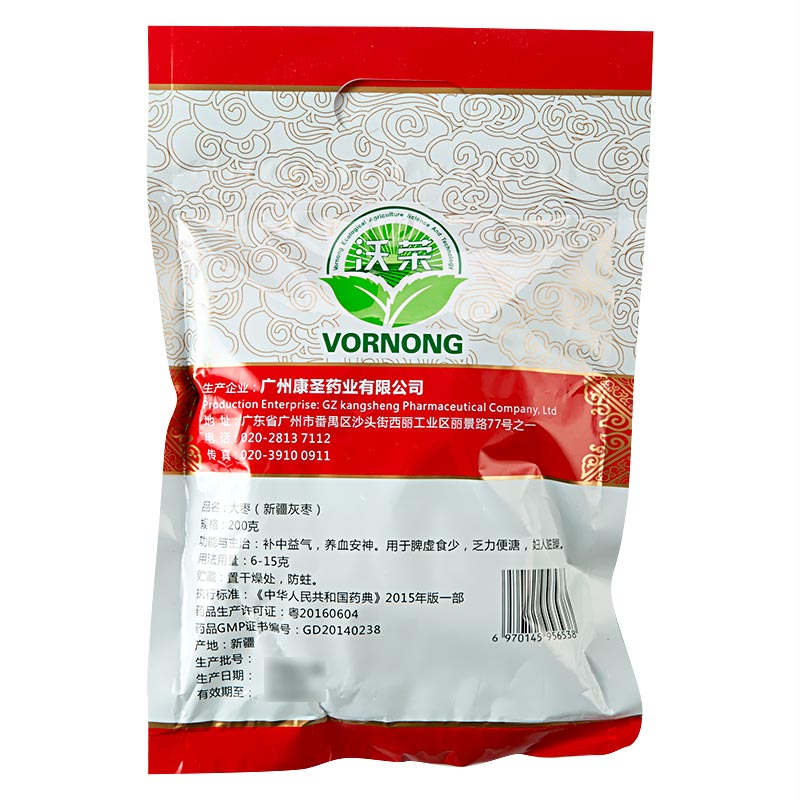 Vornong Ecological Agriculture Science And Technology
沃荣
VORNONG
生产企业：广州康圣药业有限公司
Production Enterprise: GZ kangsheng Pharmaceutical Company, Ltd
地 址：广东省广州市番禺区沙头街西丽工业区丽景路77号之一
电 话：020-2813 7112
传 真：020-3910 0911
品名：大枣（新疆灰枣）
规格：200克
功能与主治：补中益气，养血安神。用于脾虚食少，乏力便溏，妇人脏躁。
用法用量：6-15克
贮藏：置干燥处，防蛀。
执行标准：《中华人民共和国药典》2015年版一部
药品生产许可证：粤20160604
药品GMP证书编号：GD20140238
产地：新疆
生产批号：
生产日期：
有效期至：
6 970145 956538